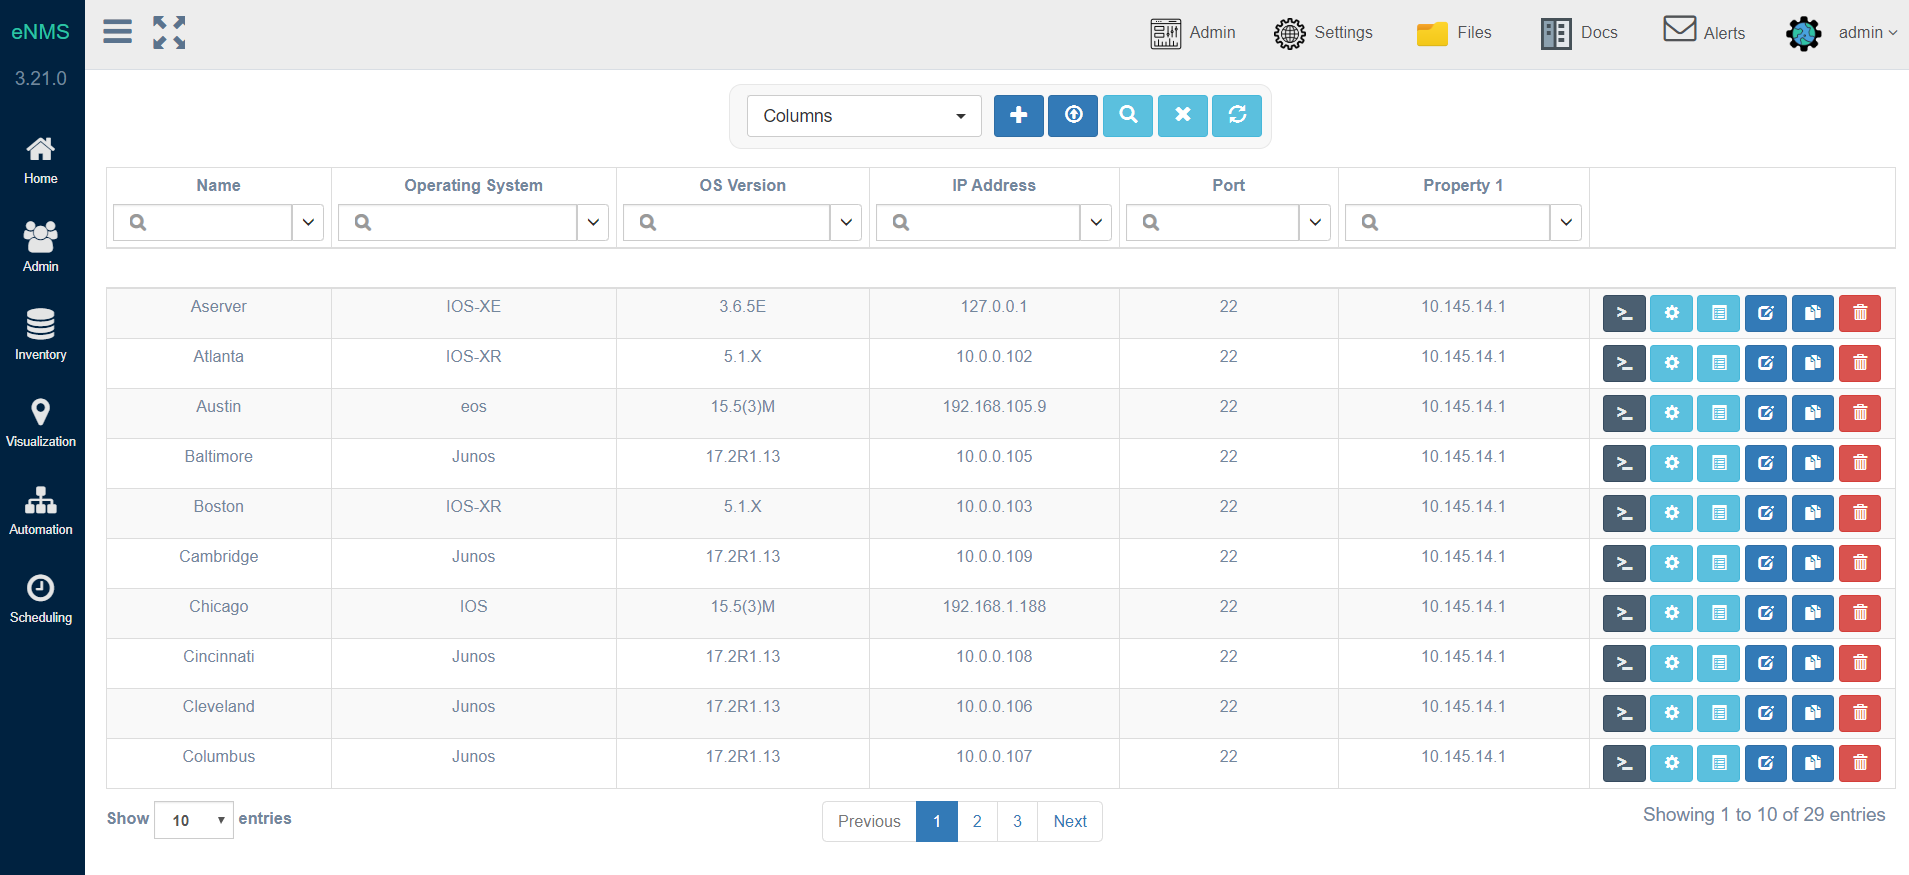 eNMS
3.21.0
Home
Admin
Inventory
Visualization
Automation
Scheduling
Admin Settings Files Docs Alerts admin
Columns
Name Operating System OS Version IP Address Port Property 1
Aserver IOS-XE 3.6.5E 127.0.0.1 22 10.145.14.1
Atlanta IOS-XR 5.1.X 10.0.0.102 22 10.145.14.1
Austin eos 15.5(3)M 192.168.105.9 22 10.145.14.1
Baltimore Junos 17.2R1.13 10.0.0.105 22 10.145.14.1
Boston IOS-XR 5.1.X 10.0.0.103 22 10.145.14.1
Cambridge Junos 17.2R1.13 10.0.0.109 22 10.145.14.1
Chicago IOS 15.5(3)M 192.168.1.188 22 10.145.14.1
Cincinnati Junos 17.2R1.13 10.0.0.108 22 10.145.14.1
Cleveland Junos 17.2R1.13 10.0.0.106 22 10.145.14.1
Columbus Junos 17.2R1.13 10.0.0.107 22 10.145.14.1
Show 10 entries
Previous 1 2 3 Next
Showing 1 to 10 of 29 entries